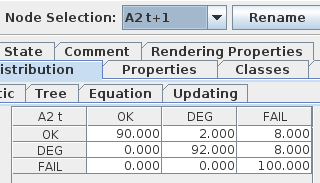 Node Selection: A2 t+1 Rename
State Comment Rendering Properties
istribution Properties Classes
tic Tree Equation Updating
A2 t OK DEG FAIL
OK 90.000 2.000 8.000
DEG 0.000 92.000 8.000
FAIL 0.000 0.000 100.000